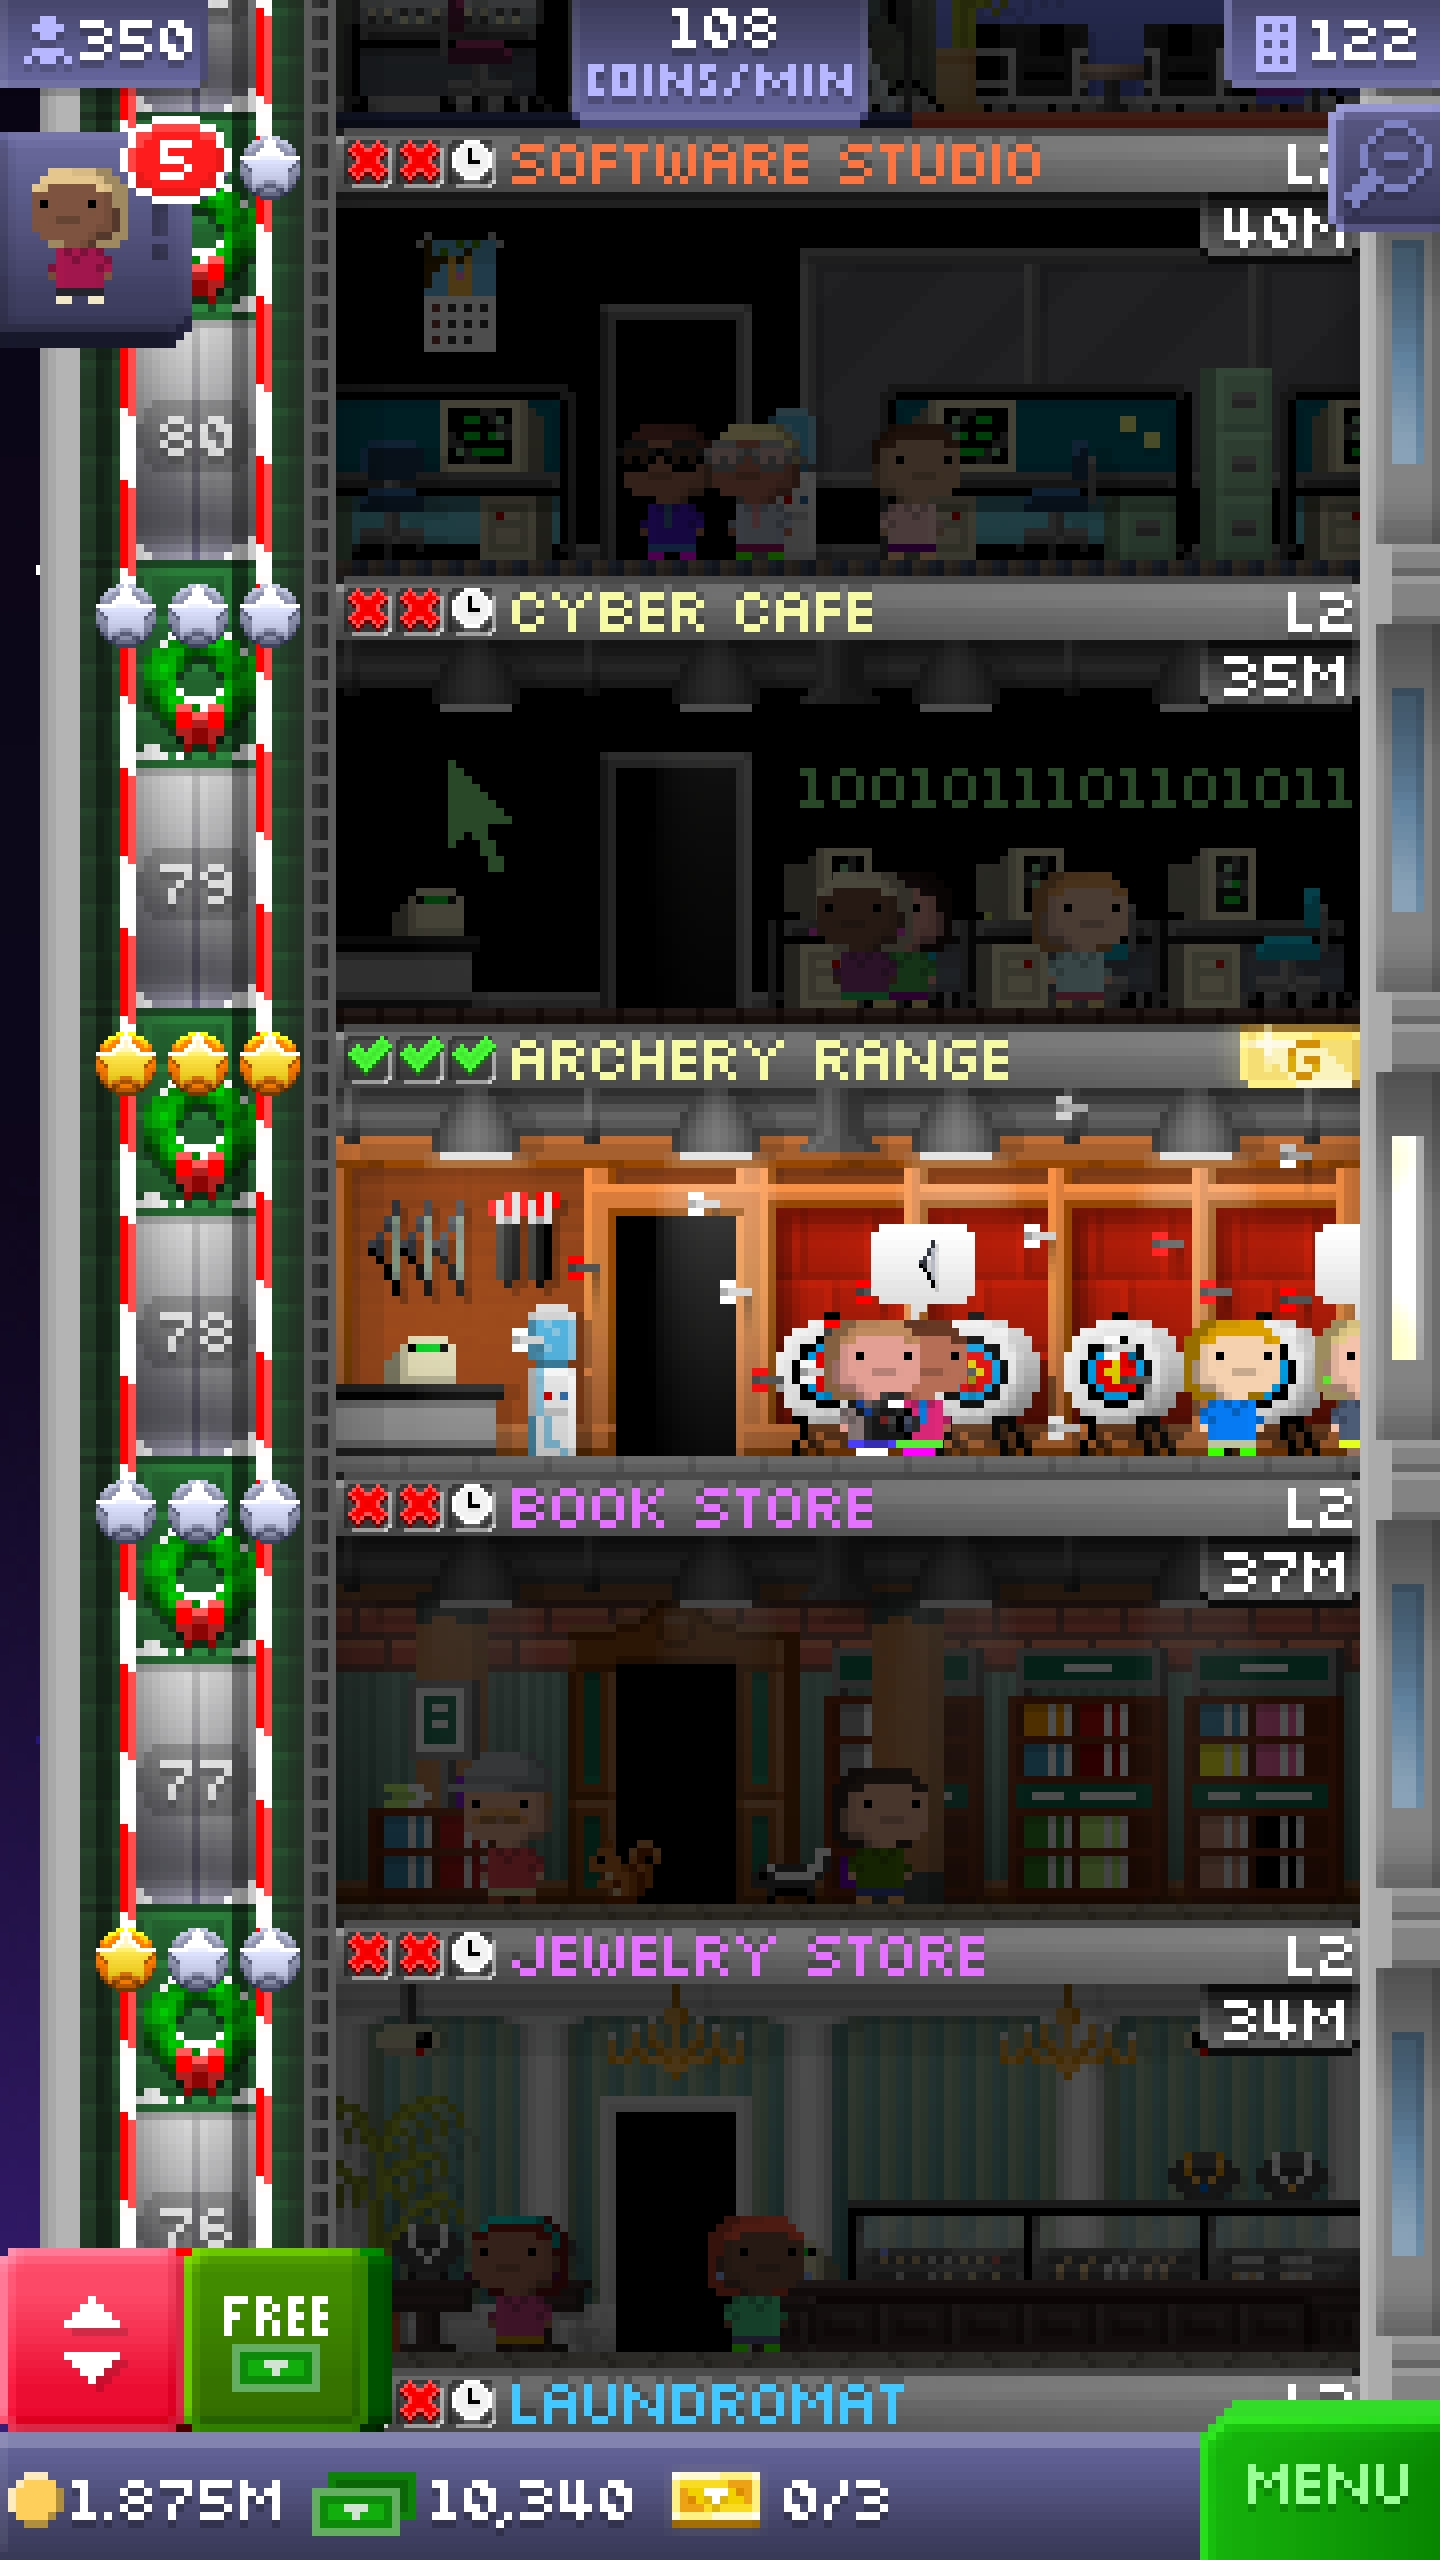 350
108
COINS/MIN
122
5
SOFTWARE STUDIO
40M
80
CYBER CAFE L2
35M
1001011101101011
79
ARCHERY RANGE G
78
BOOK STORE L2
37M
77
JEWELRY STORE L2
34M
76
FREE
LAUNDROMAT
1.875M 10,340 0/3
MENU